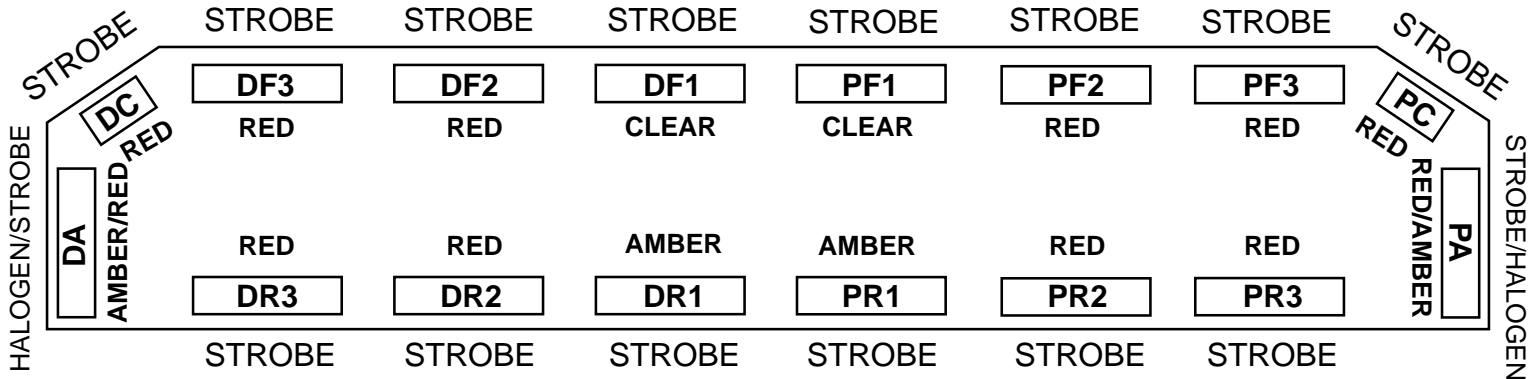 STROBE STROBE STROBE STROBE STROBE STROBE STROBE STROBE
DC DF3 DF2 DF1 PF1 PF2 PF3 PC
RED RED RED CLEAR CLEAR RED RED RED
HALOGEN/STROBE
DA
AMBER/RED
RED/AMBER
PA
STROBE/HALOGEN
RED RED AMBER AMBER RED RED
DR3 DR2 DR1 PR1 PR2 PR3
STROBE STROBE STROBE STROBE STROBE STROBE